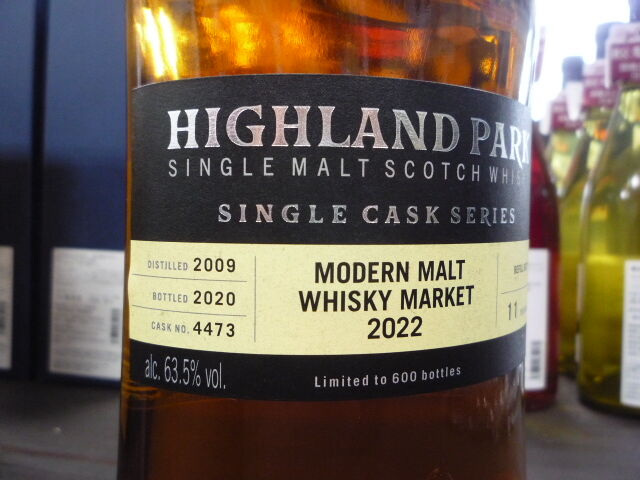 HIGHLAND PARK
SINGLE MALT SCOTCH
SINGLE CASK SERIES
DISTILLED 2009
BOTTLED 2020
CASK NO. 4473
MODERN MALT
WHISKY MARKET
2022
REFILL
11
alc. 63.5% vol.
Limited to 600 bottles